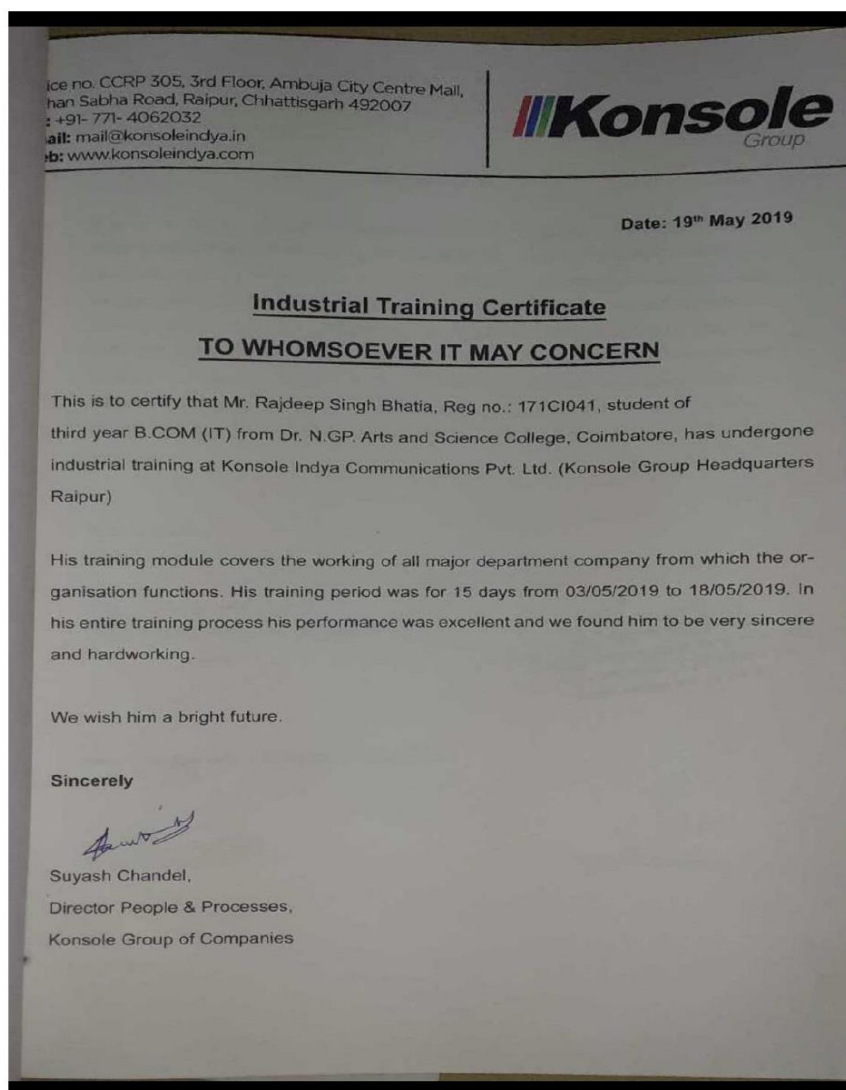 ice no. CCRP 305, 3rd Floor, Ambuja City Centre Mall,
han Sabha Road, Raipur, Chhattisgarh 492007
: +91- 771- 4062032
ail: mail@konsoleindya.in
eb: www.konsoleindya.com
Konsole
Group
Date: 19th May 2019
Industrial Training Certificate
TO WHOMSOEVER IT MAY CONCERN
This is to certify that Mr. Rajdeep Singh Bhatia, Reg no.: 171CI041, student of
third year B.COM (IT) from Dr. N.GP. Arts and Science College, Coimbatore, has undergone
industrial training at Konsole Indya Communications Pvt. Ltd. (Konsole Group Headquarters
Raipur)
His training module covers the working of all major department company from which the or-
ganisation functions. His training period was for 15 days from 03/05/2019 to 18/05/2019. In
his entire training process his performance was excellent and we found him to be very sincere
and hardworking.
We wish him a bright future.
Sincerely
Suyash Chandel,
Director People & Processes,
Konsole Group of Companies